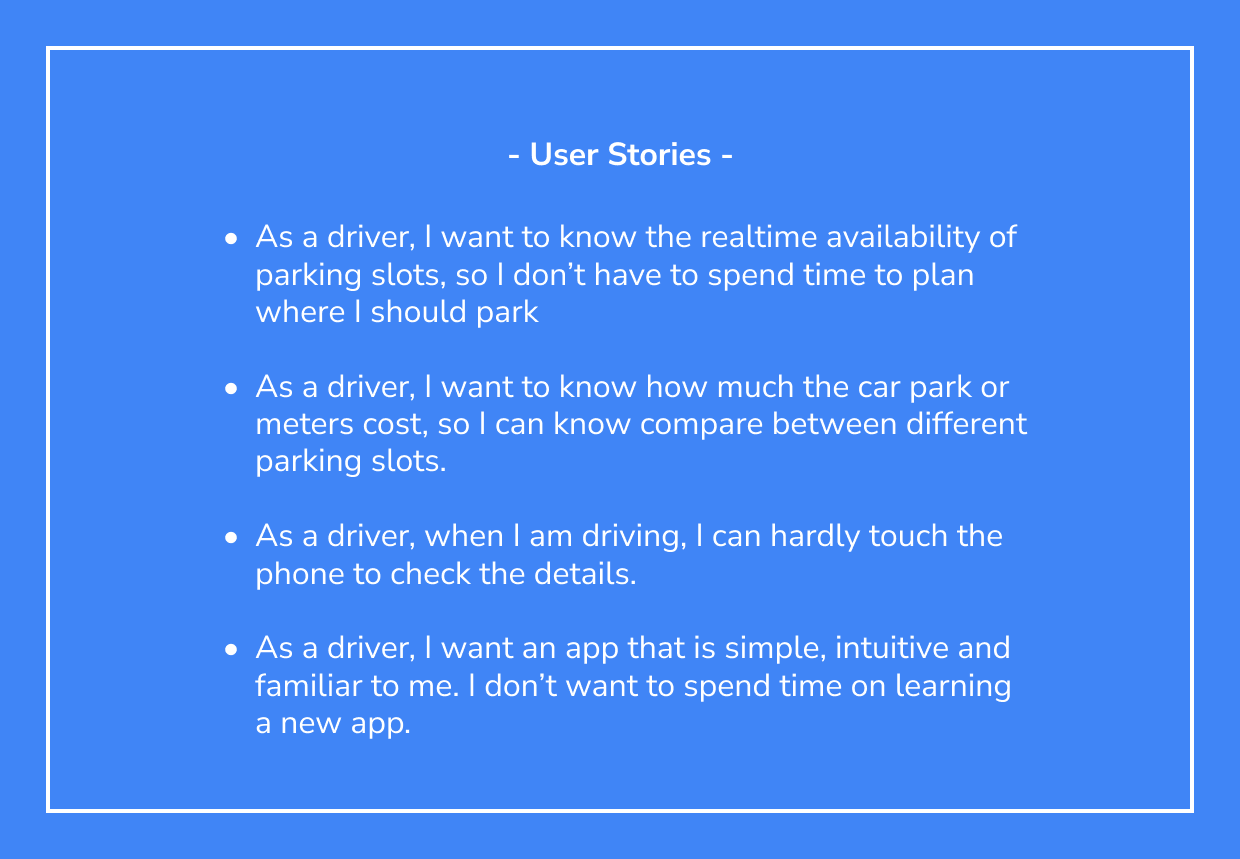 - User Stories -
• As a driver, I want to know the realtime availability of
parking slots, so I don’t have to spend time to plan
where I should park
• As a driver, I want to know how much the car park or
meters cost, so I can know compare between different
parking slots.
• As a driver, when I am driving, I can hardly touch the
phone to check the details.
• As a driver, I want an app that is simple, intuitive and
familiar to me. I don’t want to spend time on learning
a new app.